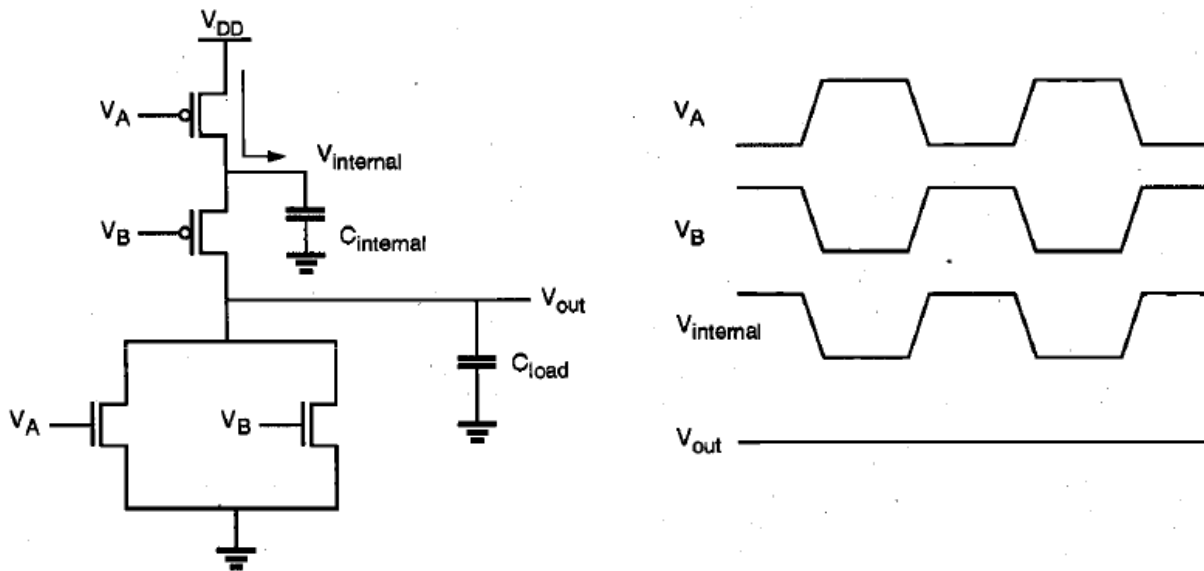 VDD
VA
Vinternal
VB
Cinternal
Vout
Cload
VA
VB
VA
VB
Vinternal
Vout